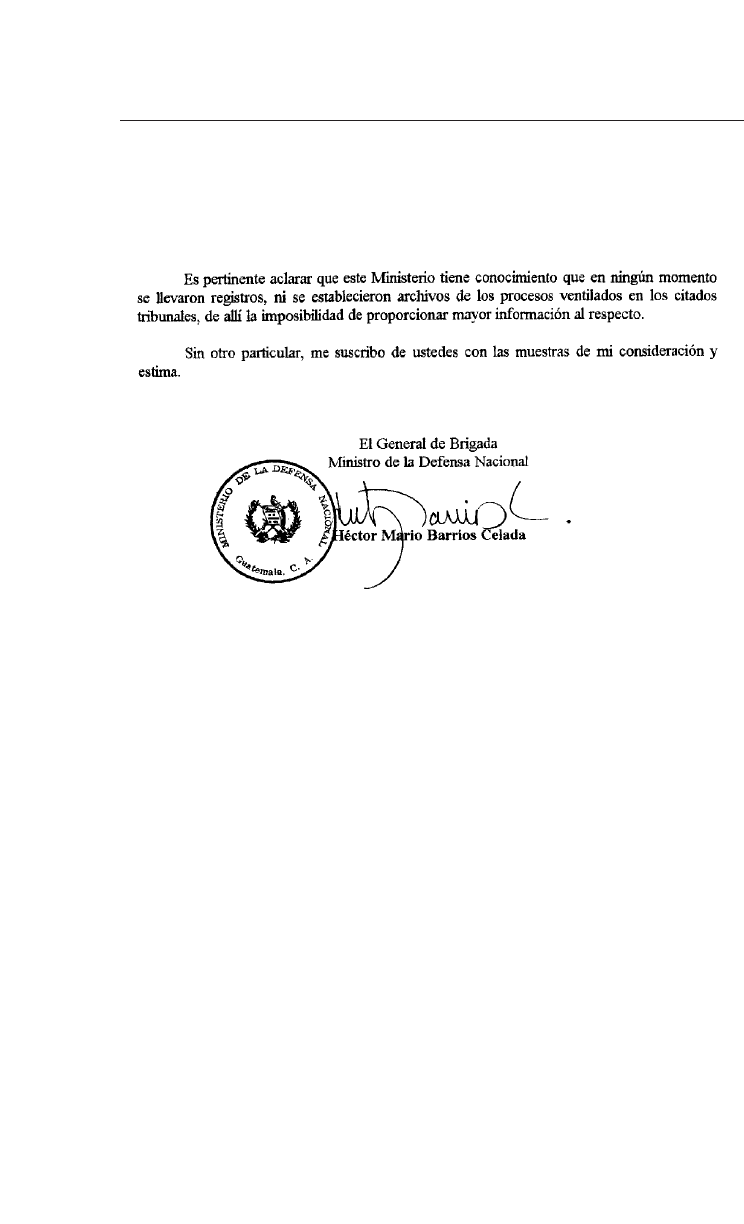 Es pertinente aclarar que este Ministerio tiene conocimiento que en ningún momento
se llevaron registros, ni se establecieron archivos de los procesos ventilados en los citados
tribunales, de allí la imposibilidad de proporcionar mayor información al respecto.
Sin otro particular, me suscribo de ustedes con las muestras de mi consideración y
estima.
El General de Brigada
Ministro de la Defensa Nacional
MINISTERIO DE LA DEFENSA NACIONAL
Guatemala, C. A.
Héctor Mario Barrios Celada